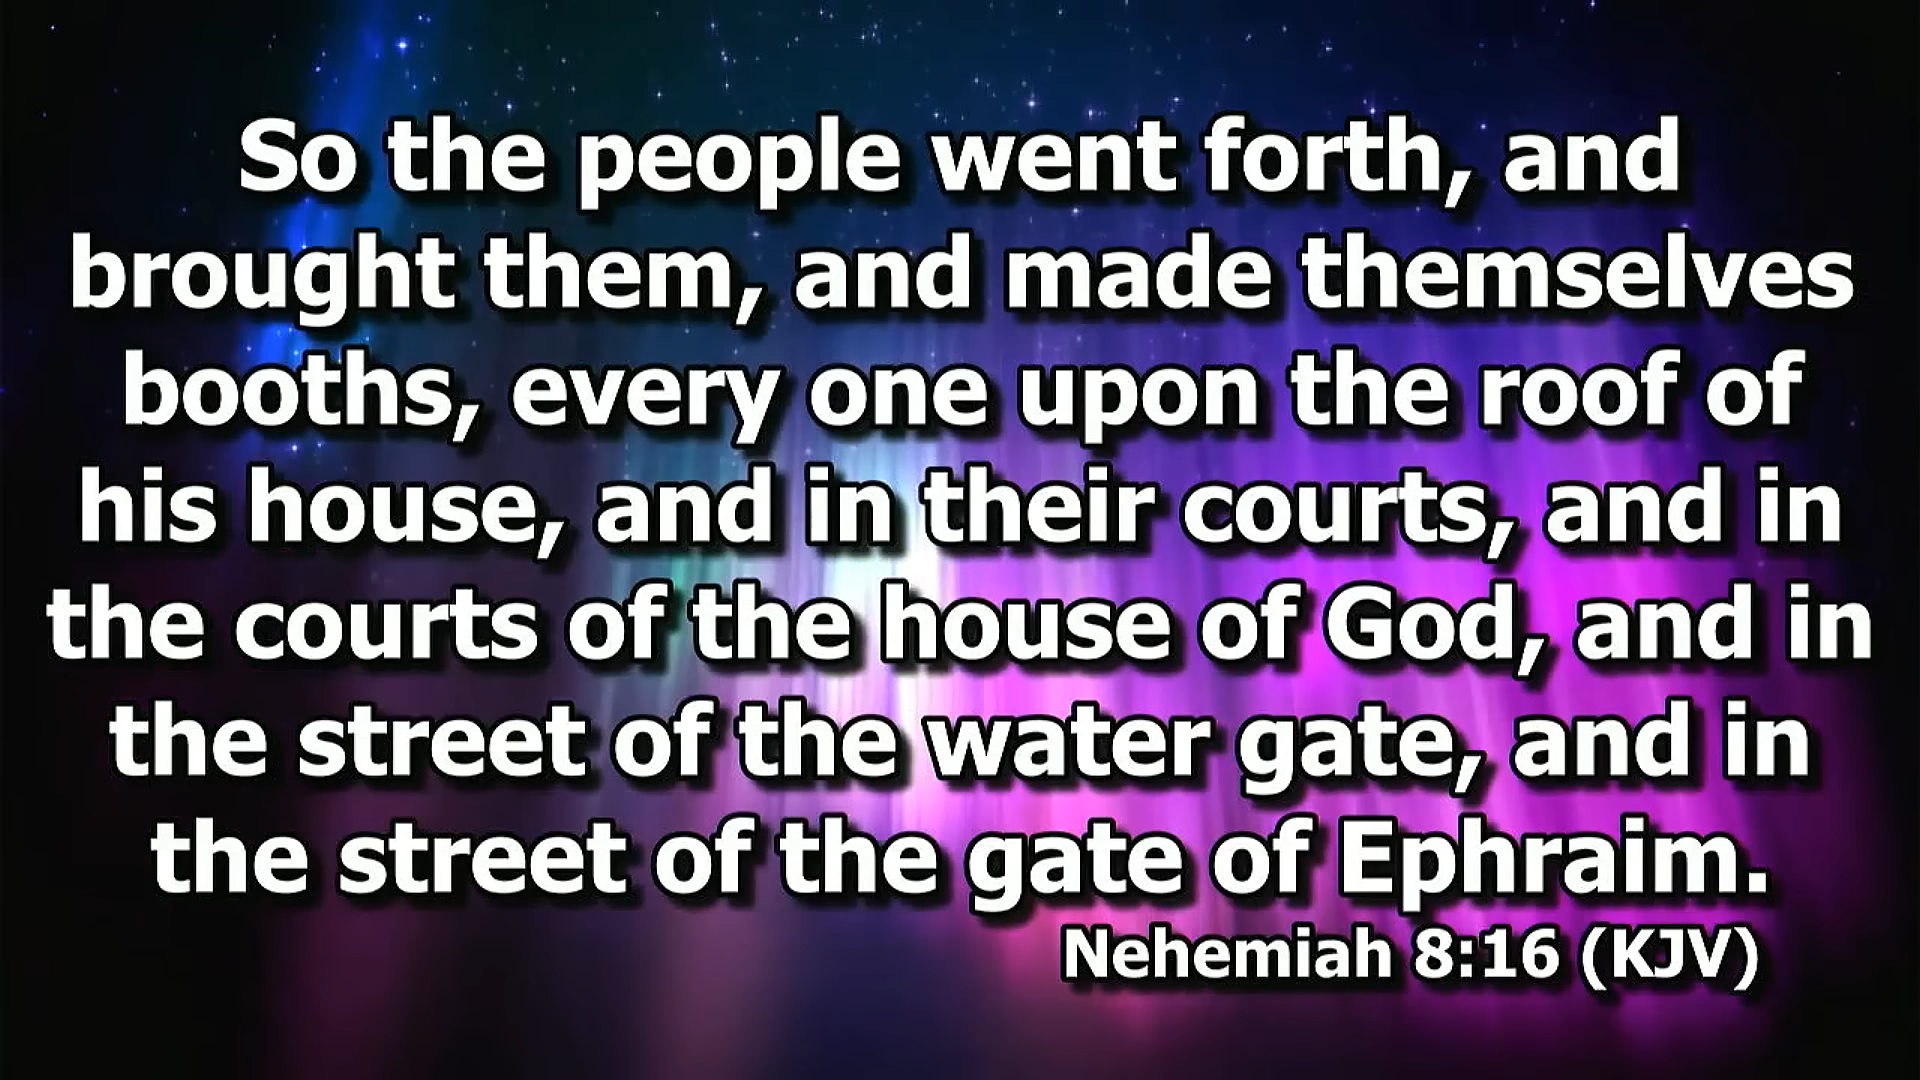 So the people went forth, and
brought them, and made themselves
booths, every one upon the roof of
his house, and in their courts, and in
the courts of the house of God, and in
the street of the water gate, and in
the street of the gate of Ephraim.
Nehemiah 8:16 (KJV)